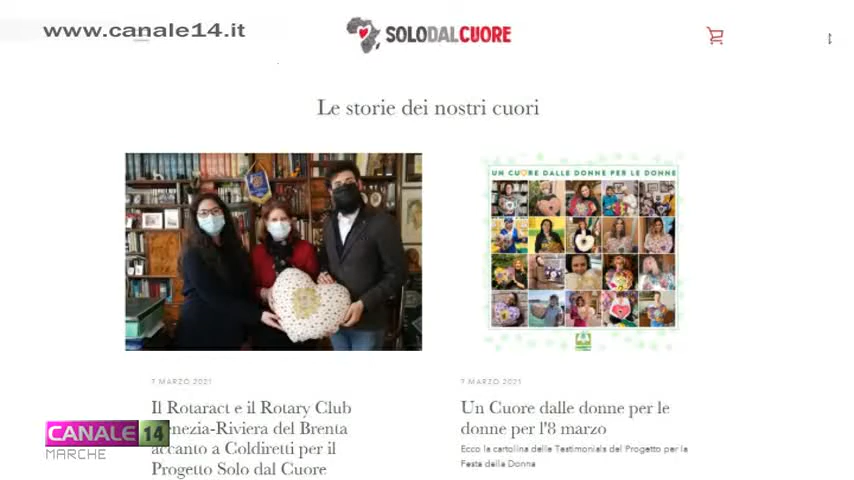 www.canale14.it
SOLODALCUORE
Le storie dei nostri cuori
UN CUORE DALLE DONNE PER LE DONNE
7 MARZO 2021
Il Rotaract e il Rotary Club
Venezia-Riviera del Brenta
accanto a Coldiretti per il
Progetto Solo dal Cuore
7 MARZO 2021
Un Cuore dalle donne per le
donne per l'8 marzo
Ecco la cartolina delle Testimonials del Progetto per la
Festa della Donna
CANALE 14
MARCHE